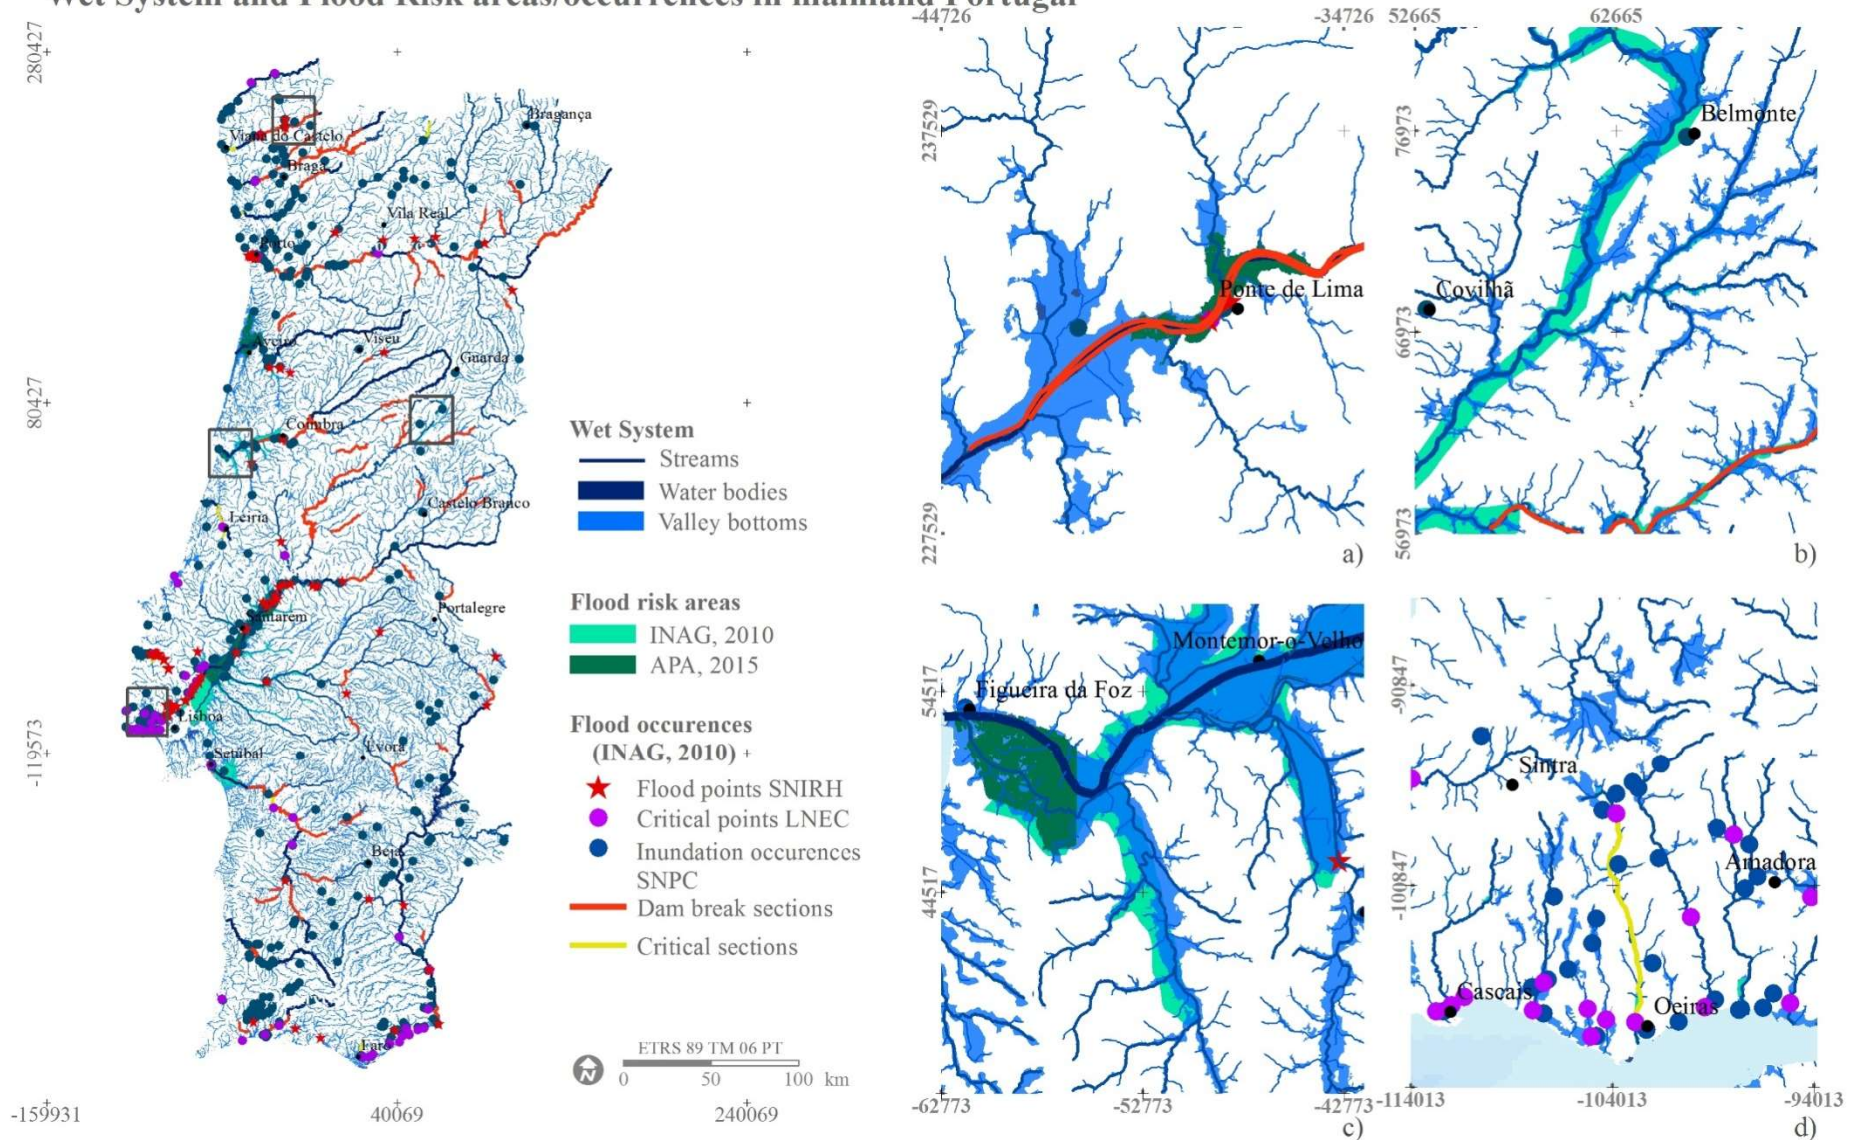 Wet System and Flood Risk areas/occurrences in mainland Portugal
280427
80427
-119573
-159931
40069
240069
Bragança
Viana do Castelo
Braga
Vila Real
Porto
Aveiro
Viseu
Guarda
Coimbra
Castelo Branco
Leiria
Portalegre
Santarem
Lisboa
Setúbal
Évora
Beja
Faro
Wet System
Streams
Water bodies
Valley bottoms
Flood risk areas
INAG, 2010
APA, 2015
Flood occurences
(INAG, 2010)
Flood points SNIRH
Critical points LNEC
Inundation occurences
SNPC
Dam break sections
Critical sections
ETRS 89 TM 06 PT
N
0 50 100 km
-44726
-34726
237529
227529
Ponte de Lima
a)
52665
62665
76973
66973
56973
Belmonte
Covilhã
b)
54517
44517
Montemor-o-Velho
Figueira da Foz
-62773
-52773
-42773
c)
-90847
-100847
Sintra
Amadora
Cascais
Oeiras
-114013
-104013
-94013
d)